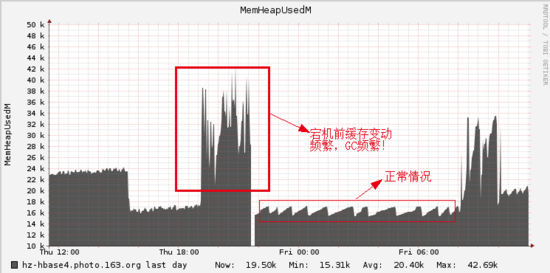 MemHeapUsedM
RRDTOOL / TOBI OETIKER
MemHeapUsedM
50 k
48 k
46 k
44 k
42 k
40 k
38 k
36 k
34 k
32 k
30 k
28 k
26 k
24 k
22 k
20 k
18 k
16 k
14 k
12 k
10 k
宕机前缓存变动
频繁，GC频繁！
正常情况
Thu 12:00 Thu 18:00 Fri 00:00 Fri 06:00
hz-hbase4.photo.163.org last day Now: 19.50k Min: 15.31k Avg: 20.40k Max: 42.69k